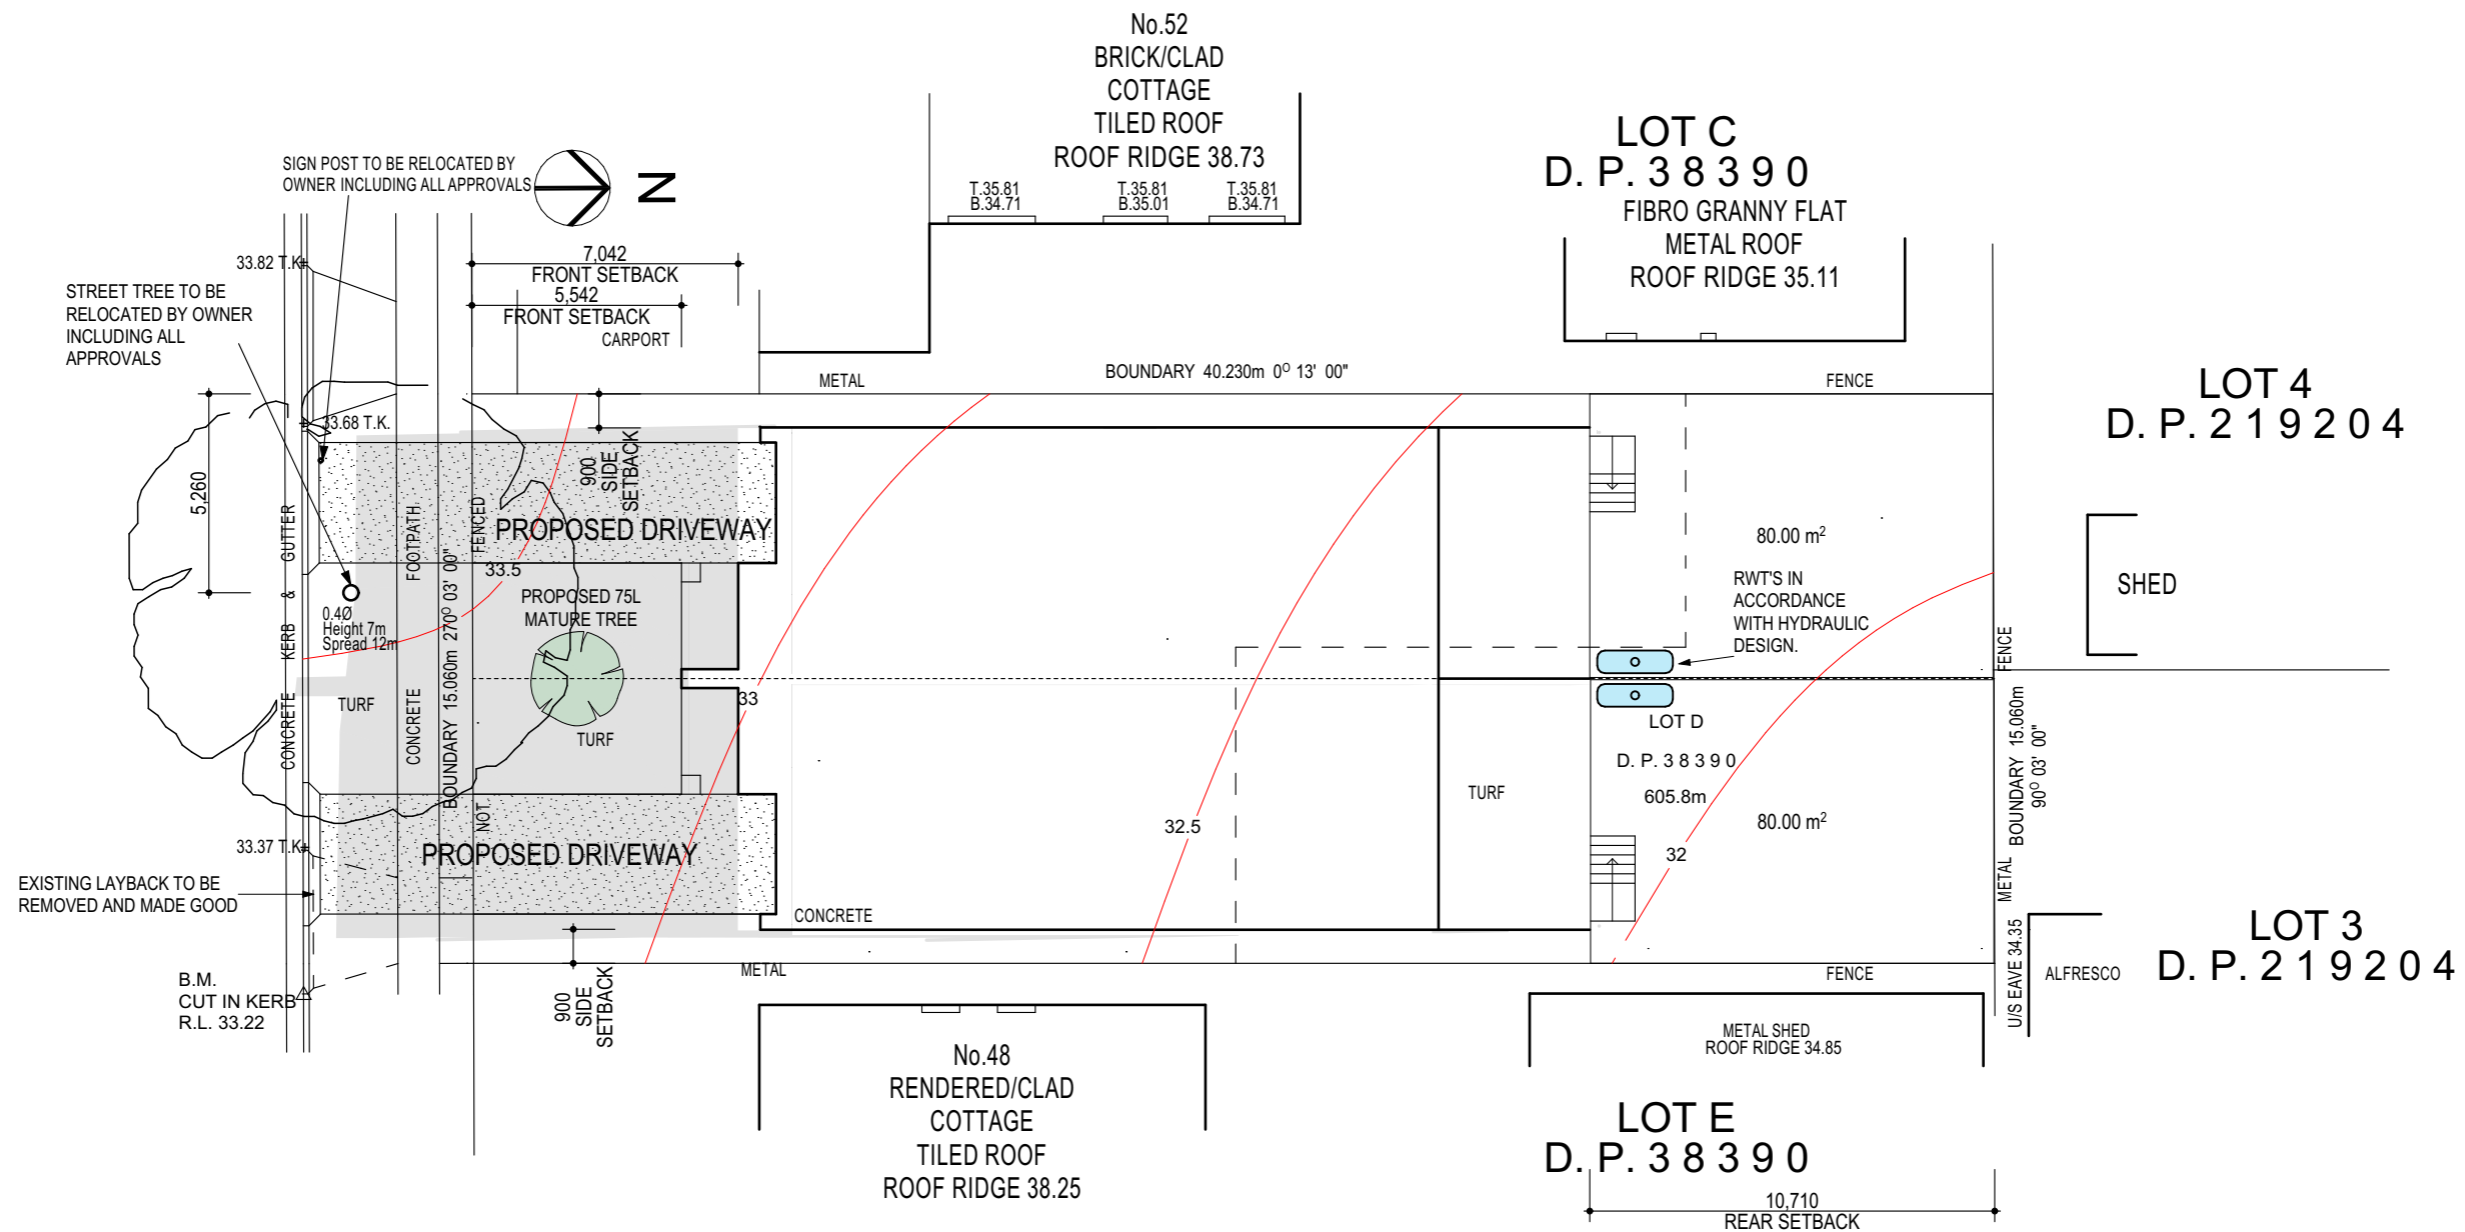 No.52
BRICK/CLAD
COTTAGE
TILED ROOF
ROOF RIDGE 38.73
T.35.81
B.34.71
T.35.81
B.35.01
T.35.81
B.34.71
LOT C
D. P. 3 8 3 9 0
FIBRO GRANNY FLAT
METAL ROOF
ROOF RIDGE 35.11
SIGN POST TO BE RELOCATED BY
OWNER INCLUDING ALL APPROVALS
N
33.82 T.K
7,042
FRONT SETBACK
5,542
FRONT SETBACK
CARPORT
STREET TREE TO BE
RELOCATED BY OWNER
INCLUDING ALL
APPROVALS
METAL
BOUNDARY 40.230m 0º 13' 00"
FENCE
LOT 4
D. P. 2 1 9 2 0 4
33.68 T.K.
5,260
900
SIDE
SETBACK
GUTTER
&
KERB
CONCRETE
FOOTPATH
CONCRETE
FENCED
NOT
BOUNDARY 15.060m 270º 03' 00"
PROPOSED DRIVEWAY
33.5
PROPOSED 75L
MATURE TREE
0.4Ø
Height 7m
Spread 12m
TURF
TURF
33
80.00 m²
RWT'S IN
ACCORDANCE
WITH HYDRAULIC
DESIGN.
SHED
FENCE
LOT D
D. P. 3 8 3 9 0
605.8m
TURF
80.00 m²
BOUNDARY 15.060m
90º 03' 00"
METAL
32.5
32
33.37 T.K
PROPOSED DRIVEWAY
EXISTING LAYBACK TO BE
REMOVED AND MADE GOOD
CONCRETE
METAL
FENCE
U/S EAVE 34.35
ALFRESCO
LOT 3
D. P. 2 1 9 2 0 4
B.M.
CUT IN KERB
R.L. 33.22
900
SIDE
SETBACK
No.48
RENDERED/CLAD
COTTAGE
TILED ROOF
ROOF RIDGE 38.25
METAL SHED
ROOF RIDGE 34.85
LOT E
D. P. 3 8 3 9 0
10,710
REAR SETBACK